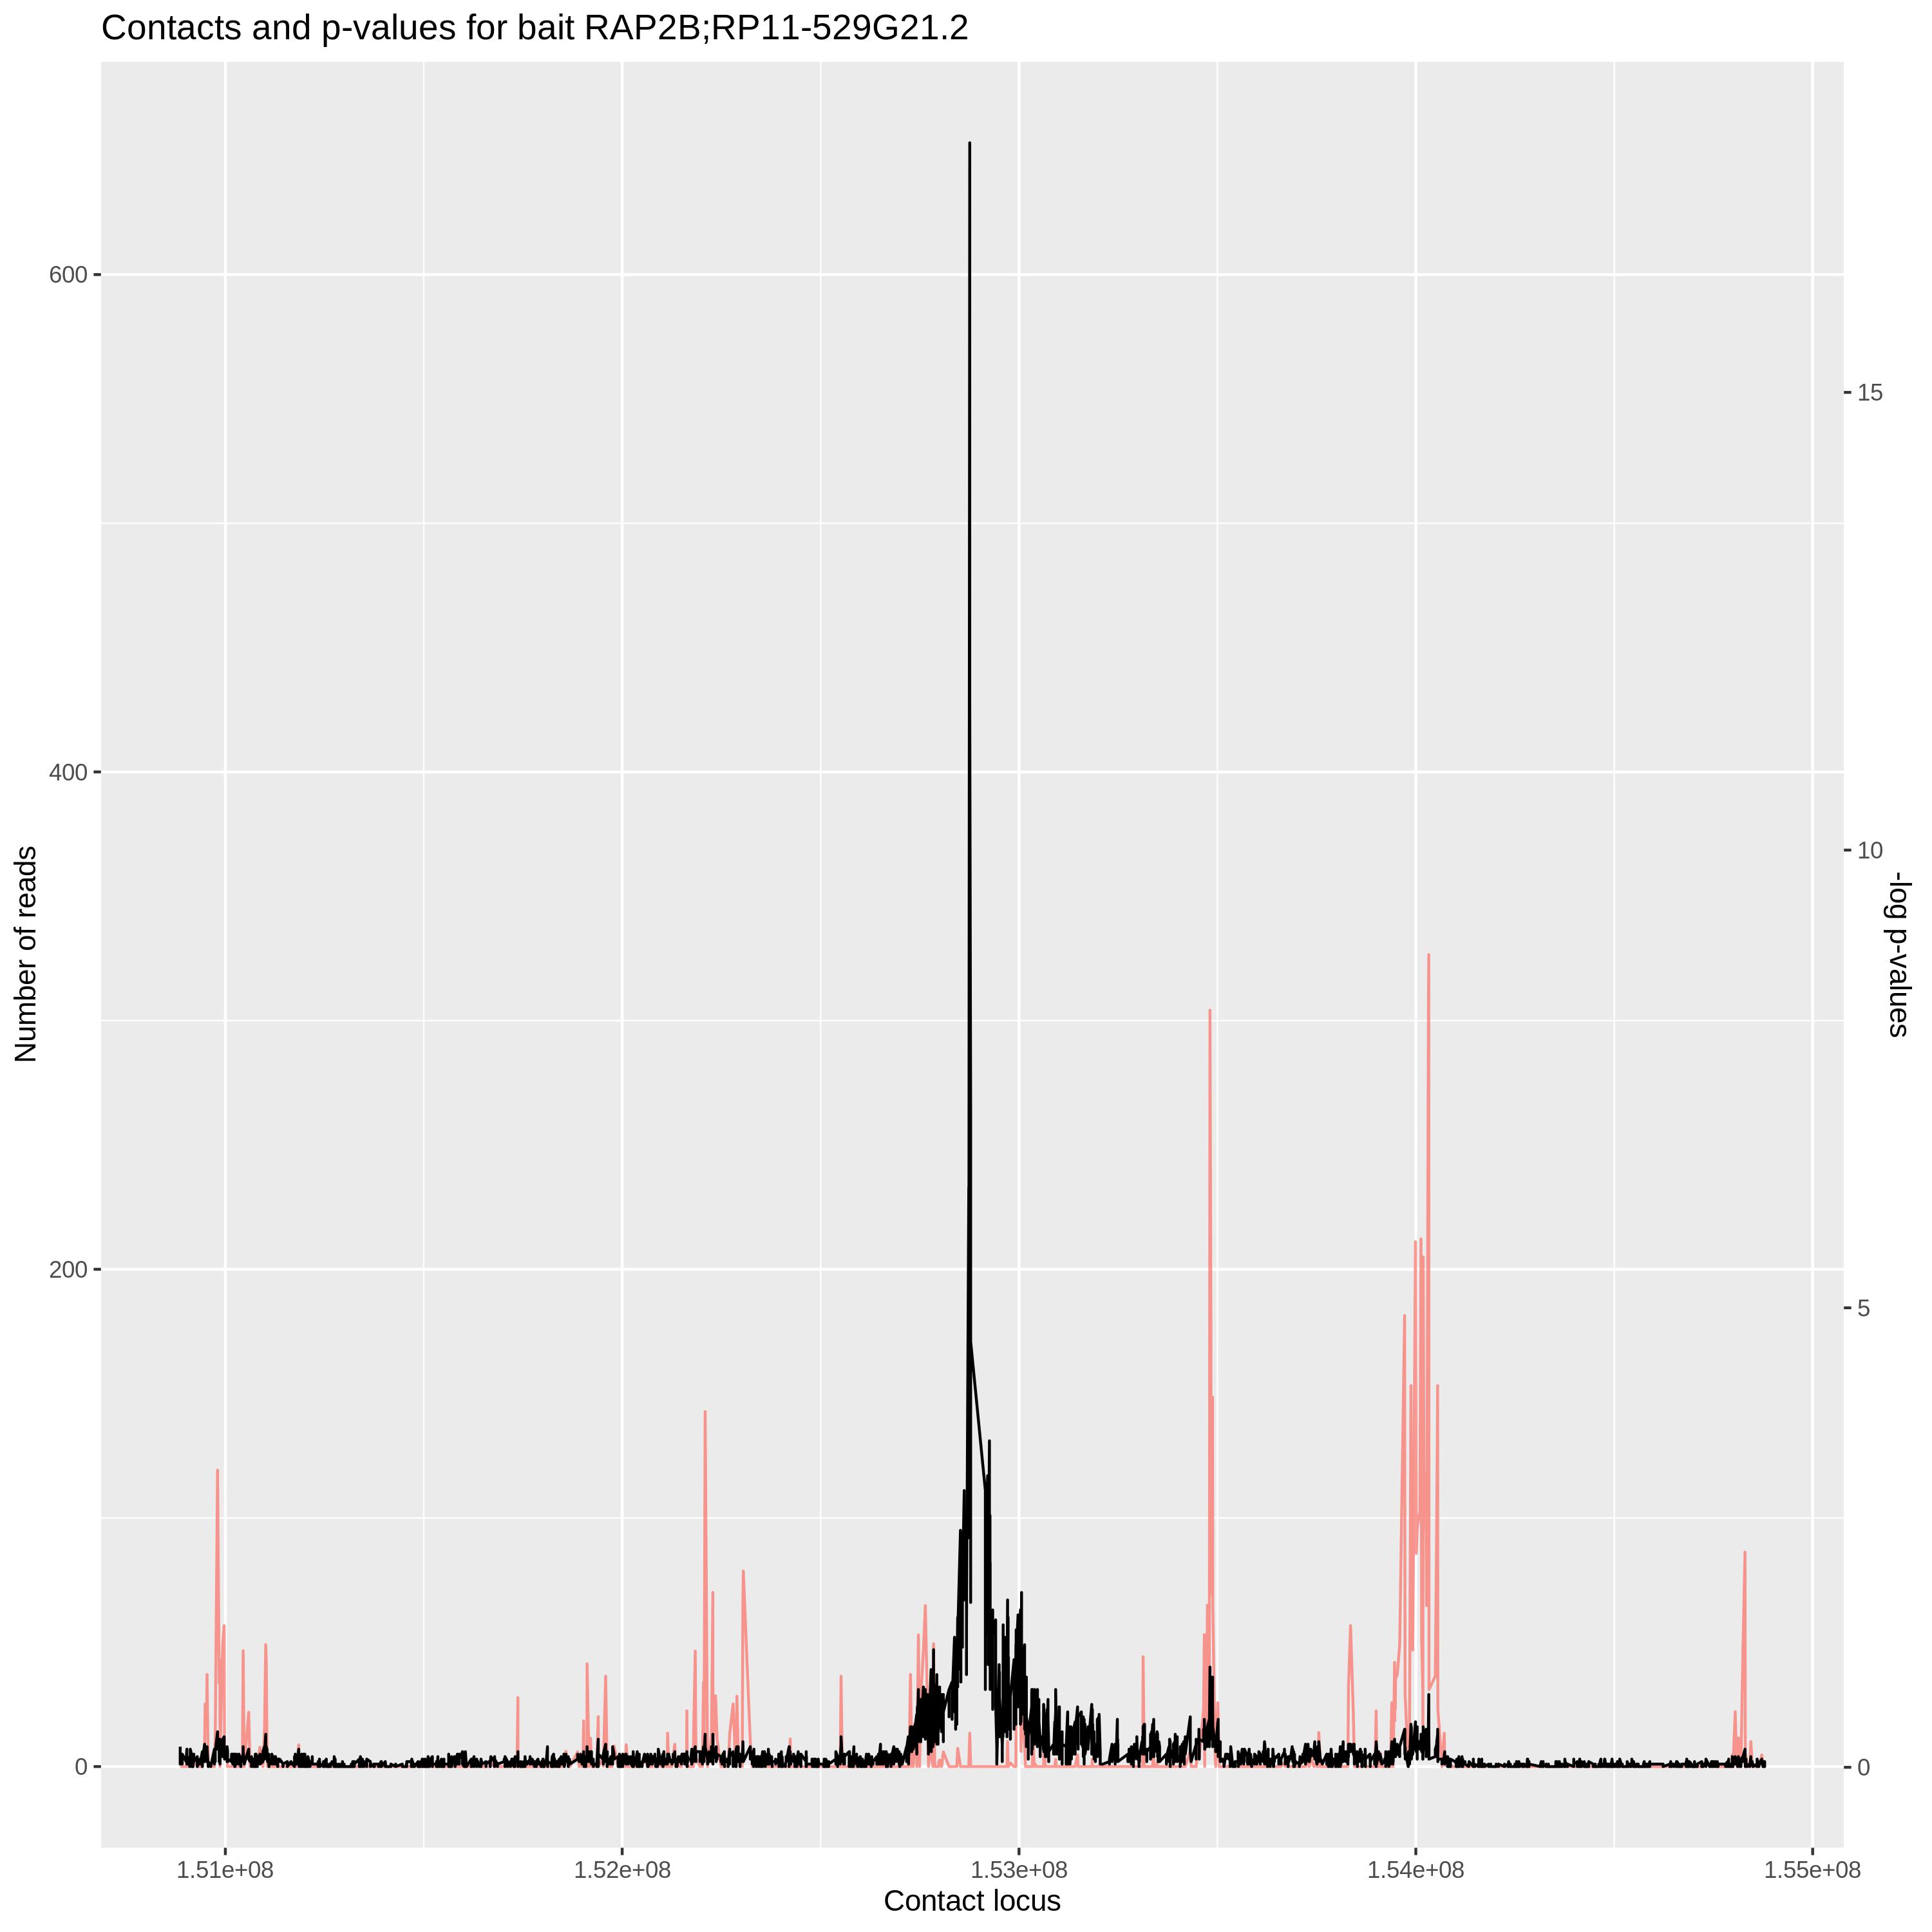 Contacts and p-values for bait RAP2B;RP11-529G21.2
600
400
200
0
Number of reads
15
10
5
0
-log p-values
1.51e+08
1.52e+08
1.53e+08
1.54e+08
1.55e+08
Contact locus